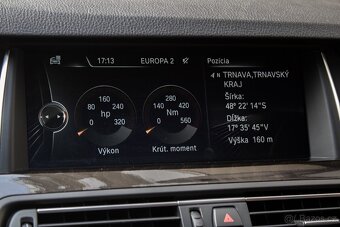 17:13
EUROPA 2
Pozícia
N TRNAVA,TRNAVSKÝ
KRAJ
Šírka:
48° 22' 14"S
Dĺžka:
17° 35' 45"V
Výška 160 m
160
80 240
hp
0 320
Výkon
280
140 420
Nm
0 560
Krút. moment